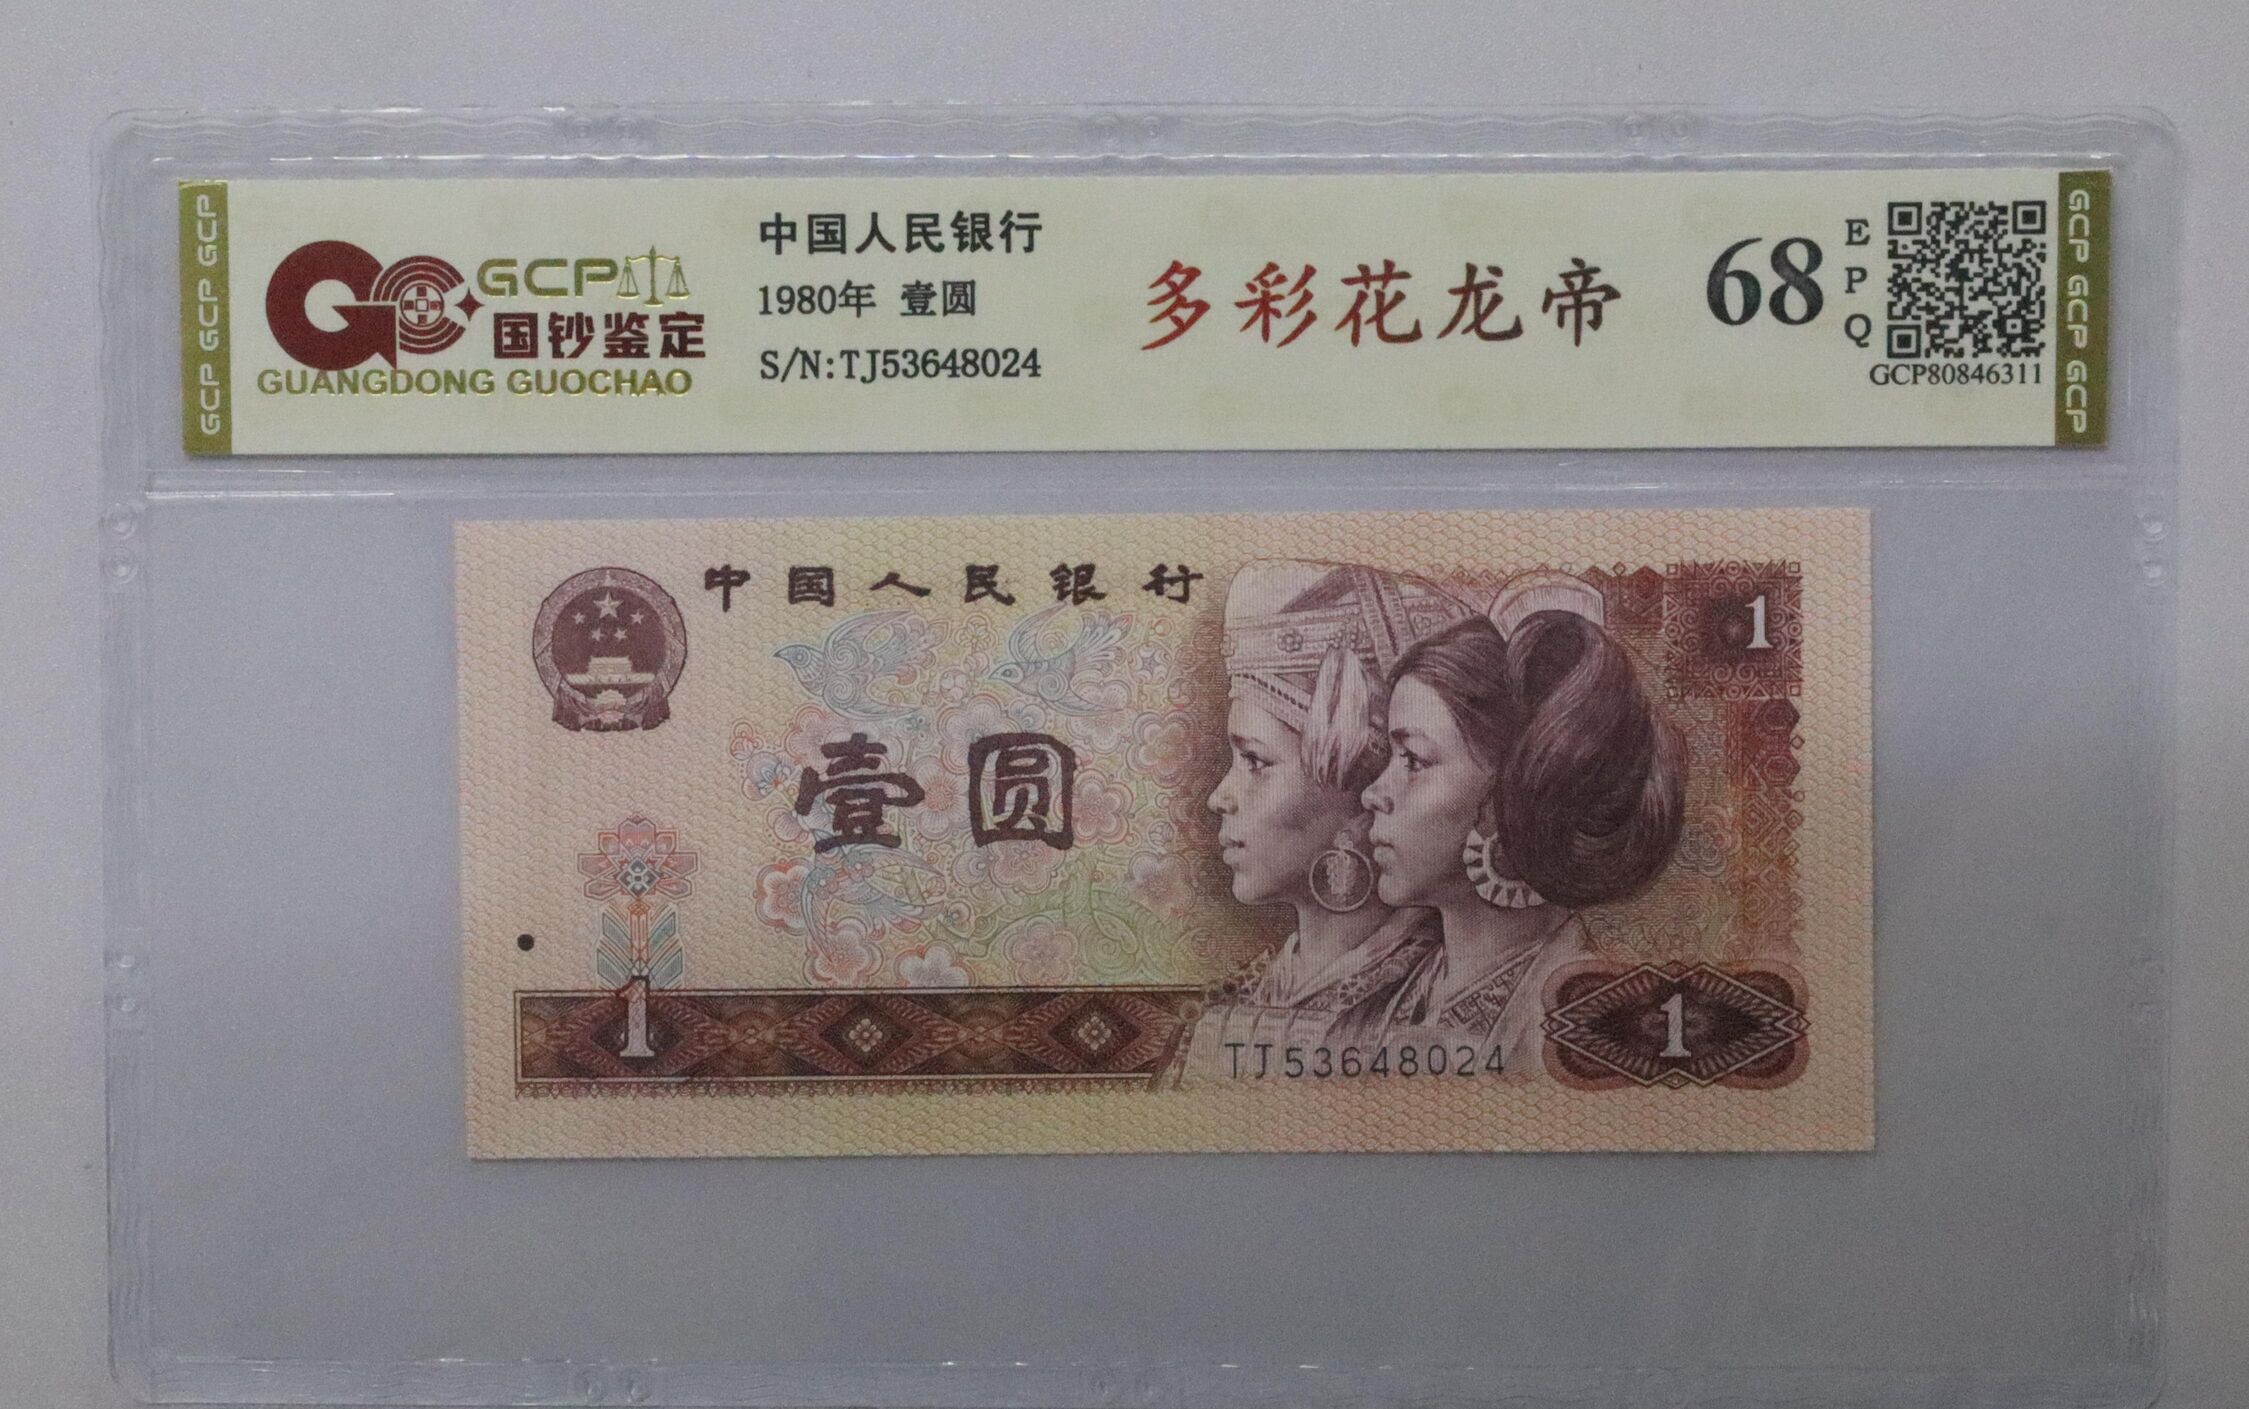 GCP GCP GCP
GCP
国钞鉴定
GUANGDONG GUOCHAO
中国人民银行
1980年 壹圆
S/N:TJ53648024
多彩花龙帝
68
EPQ
GCP80846311
GCP GCP GCP
中国人民银行
1
壹圆
1
TJ53648024
1